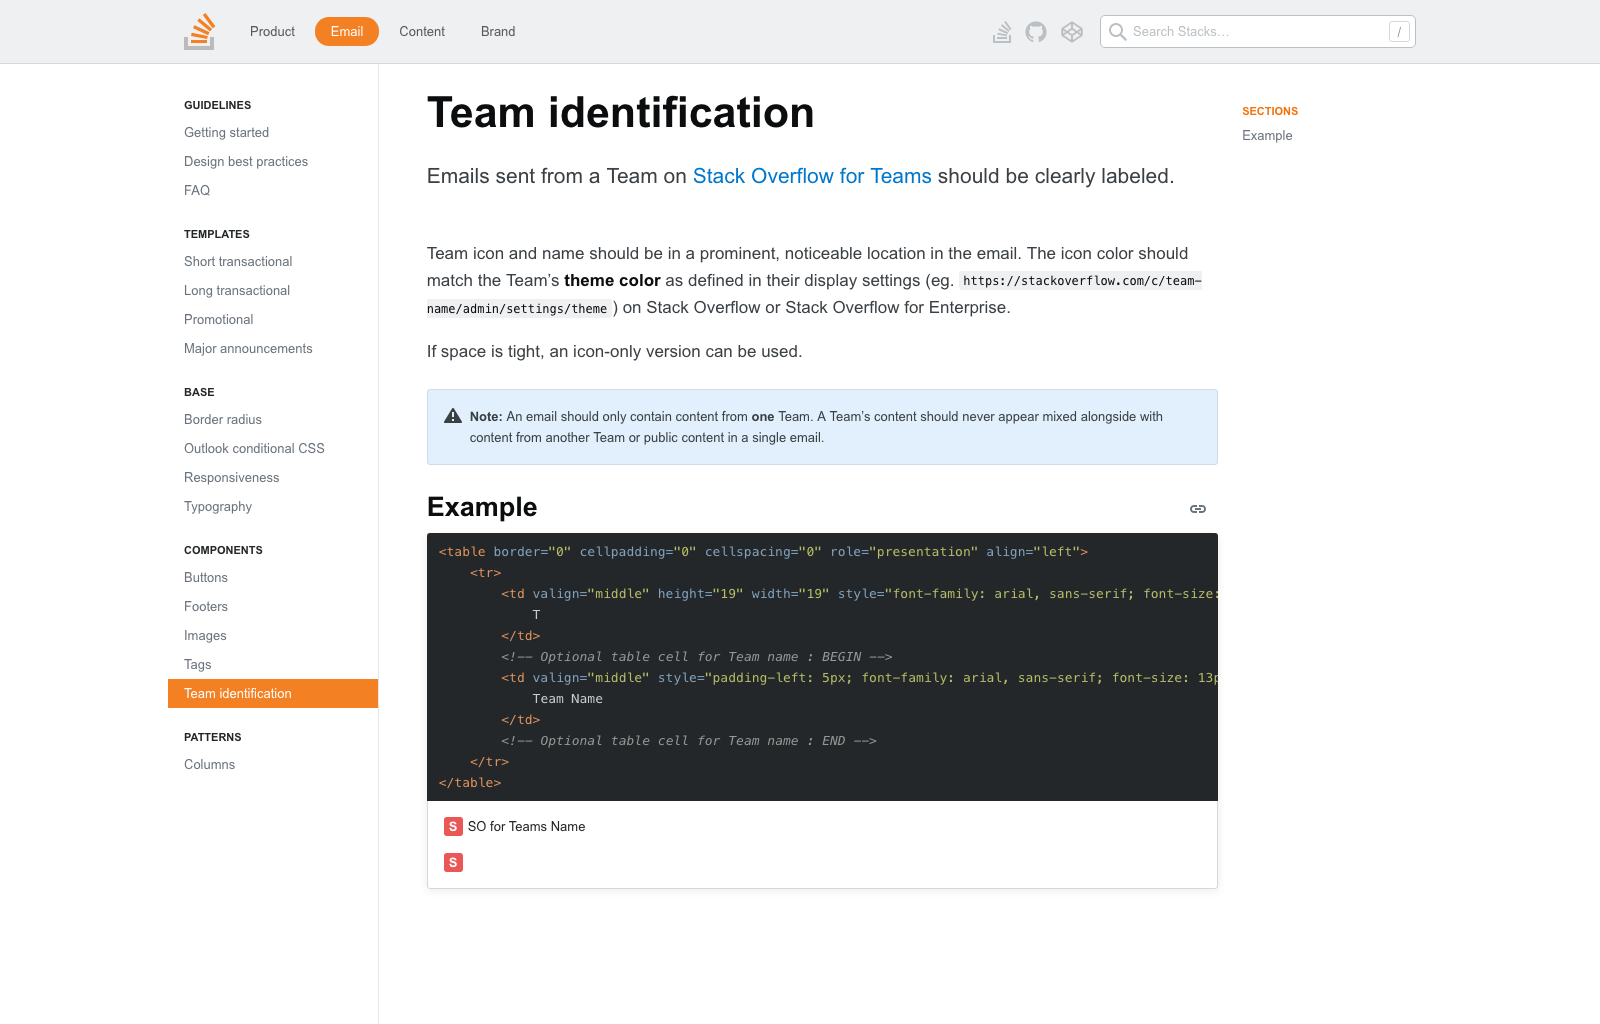 Product
Email
Content
Brand
Search Stacks...
/
GUIDELINES
Getting started
Design best practices
FAQ
TEMPLATES
Short transactional
Long transactional
Promotional
Major announcements
BASE
Border radius
Outlook conditional CSS
Responsiveness
Typography
COMPONENTS
Buttons
Footers
Images
Tags
Team identification
PATTERNS
Columns
Team identification
Emails sent from a Team on Stack Overflow for Teams should be clearly labeled.
Team icon and name should be in a prominent, noticeable location in the email. The icon color should
match the Team’s theme color as defined in their display settings (eg. https://stackoverflow.com/c/team-
name/admin/settings/theme ) on Stack Overflow or Stack Overflow for Enterprise.
If space is tight, an icon-only version can be used.
Note: An email should only contain content from one Team. A Team’s content should never appear mixed alongside with
content from another Team or public content in a single email.
Example
<table border="0" cellpadding="0" cellspacing="0" role="presentation" align="left">
<tr>
<td valign="middle" height="19" width="19" style="font-family: arial, sans-serif; font-size:
T
</td>
<!-- Optional table cell for Team name : BEGIN -->
<td valign="middle" style="padding-left: 5px; font-family: arial, sans-serif; font-size: 13p
Team Name
</td>
<!-- Optional table cell for Team name : END -->
</tr>
</table>
S SO for Teams Name
S
SECTIONS
Example